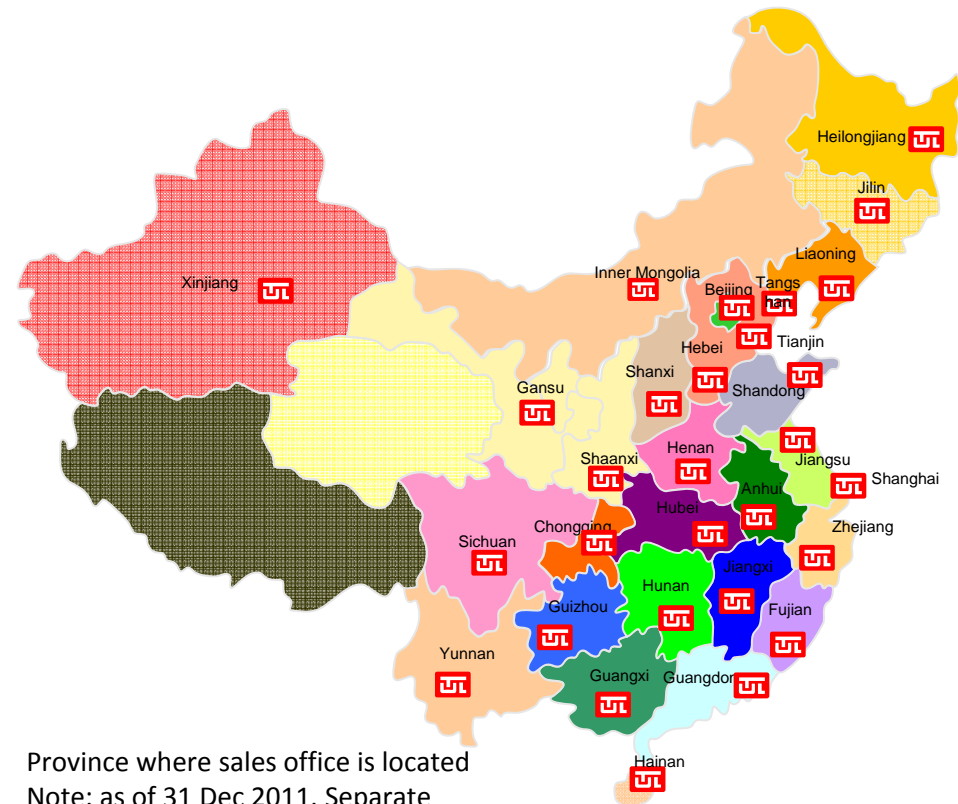 Heilongjiang
Jilin
Liaoning
Xinjiang
Inner Mongolia
Beijing
Tangs
han
Tianjin
Hebei
Shanxi
Gansu
Shandong
Henan
Jiangsu
Shaanxi
Shanghai
Anhui
Hubei
Chongqing
Zhejiang
Sichuan
Jiangxi
Hunan
Guizhou
Fujian
Yunnan
Guangxi
Guangdon
Hainan
Province where sales office is located
Note: as of 31 Dec 2011. Separate